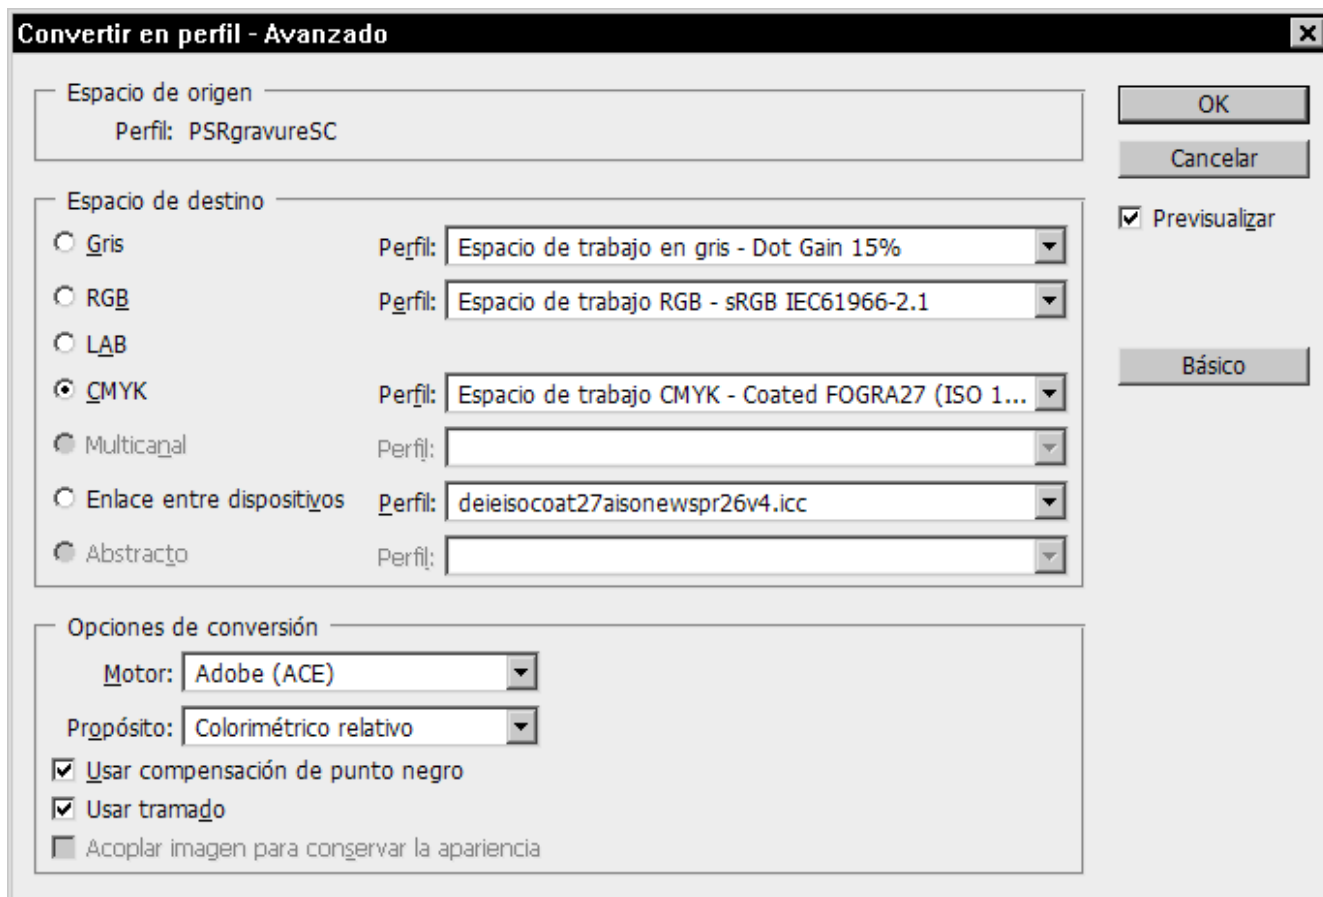 Convertir en perfil - Avanzado
Espacio de origen
Perfil: PSRgravureSC
OK
Cancelar
Previsualizar
Básico
Espacio de destino
Gris Perfil: Espacio de trabajo en gris - Dot Gain 15%
RGB Perfil: Espacio de trabajo RGB - sRGB IEC61966-2.1
LAB
CMYK Perfil: Espacio de trabajo CMYK - Coated FOGRA27 (ISO 1...
Multicanal Perfil:
Enlace entre dispositivos Perfil: deieisocoat27aisonewspr26v4.icc
Abstracto Perfil:
Opciones de conversión
Motor: Adobe (ACE)
Propósito: Colorimétrico relativo
Usar compensación de punto negro
Usar tramado
Acoplar imagen para conservar la apariencia